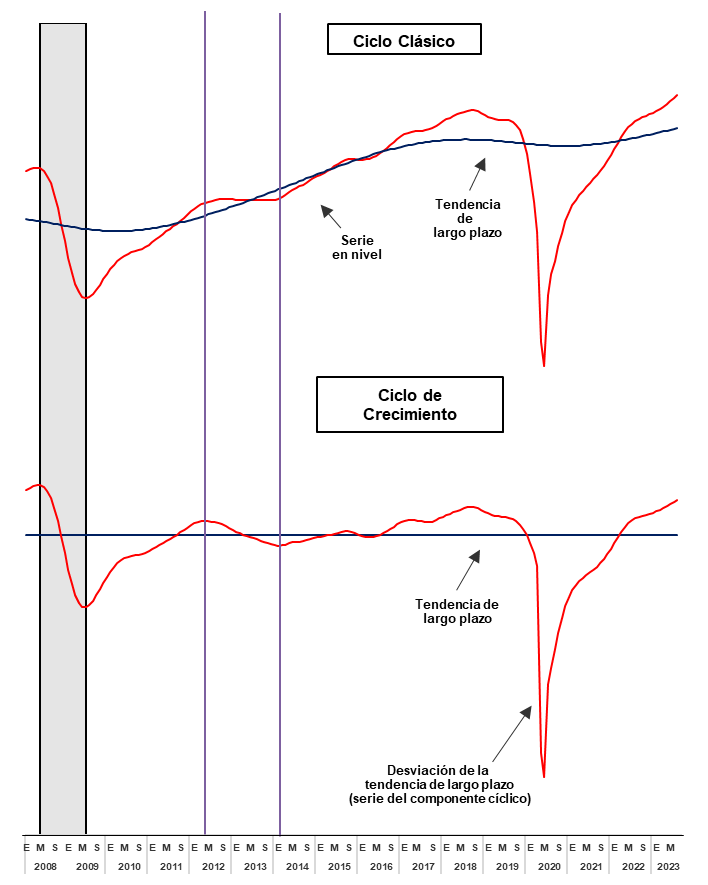 Ciclo Clásico
Tendencia
de
largo plazo
Serie
en nivel
Ciclo de
Crecimiento
Tendencia de
largo plazo
Desviación de la
tendencia de largo plazo
(serie del componente cíclico)
E M S E M S E M S E M S E M S E M S E M S E M S E M S E M S E M S E M S E M S E M S E M S E M
2008 2009 2010 2011 2012 2013 2014 2015 2016 2017 2018 2019 2020 2021 2022 2023